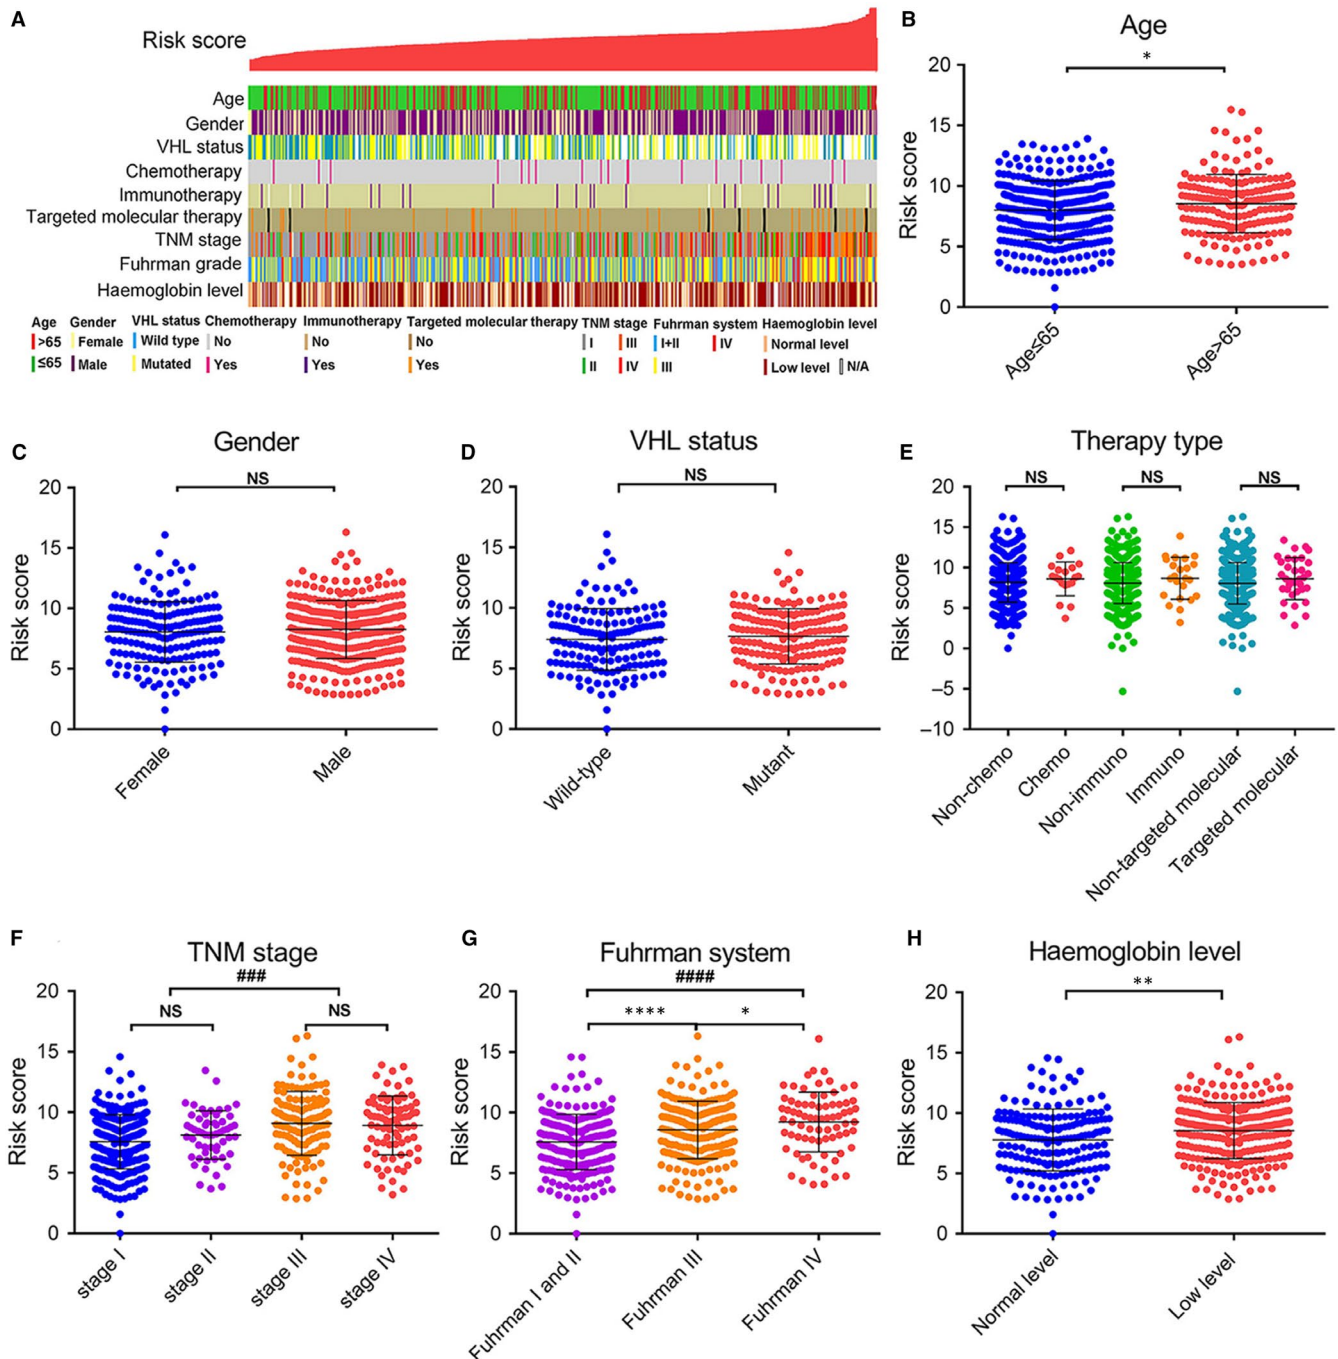 A
Risk score
Age
Gender
VHL status
Chemotherapy
Immunotherapy
Targeted molecular therapy
TNM stage
Fuhrman grade
Haemoglobin level
Age Gender VHL status Chemotherapy Immunotherapy Targeted molecular therapy TNM stage Fuhrman system Haemoglobin level
>65 Female Wild type No No No I III I+II IV Normal level
≤65 Male Mutated Yes Yes Yes II IV III Low level N/A
B
Age
*
Risk score
20
15
10
5
0
Age≤65
Age>65
C
Gender
NS
Risk score
20
15
10
5
0
Female
Male
D
VHL status
NS
Risk score
20
15
10
5
0
Wild-type
Mutant
E
Therapy type
NS NS NS
Risk score
20
15
10
5
0
−5
−10
Non-chemo
Chemo
Non-immuno
Immuno
Non-targeted molecular
Targeted molecular
F
TNM stage
###
NS NS
Risk score
20
15
10
5
0
stage I
stage II
stage III
stage IV
G
Fuhrman system
####
**** *
Risk score
20
15
10
5
0
Fuhrman I and II
Fuhrman III
Fuhrman IV
H
Haemoglobin level
**
Risk score
20
15
10
5
0
Normal level
Low level